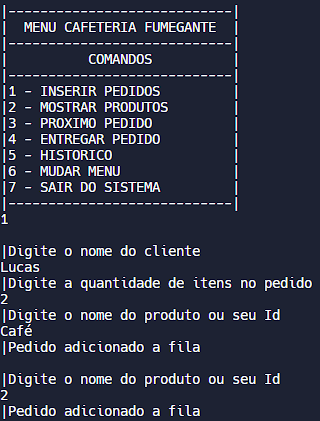 |----------------------------|
|  MENU CAFETERIA FUMEGANTE  |
|----------------------------|
|          COMANDOS          |
|----------------------------|
|1 - INSERIR PEDIDOS         |
|2 - MOSTRAR PRODUTOS        |
|3 - PROXIMO PEDIDO          |
|4 - ENTREGAR PEDIDO         |
|5 - HISTORICO               |
|6 - MUDAR MENU              |
|7 - SAIR DO SISTEMA         |
|----------------------------|
1

|Digite o nome do cliente
Lucas
|Digite a quantidade de itens no pedido
2
|Digite o nome do produto ou seu Id
Café
|Pedido adicionado a fila

|Digite o nome do produto ou seu Id
2
|Pedido adicionado a fila